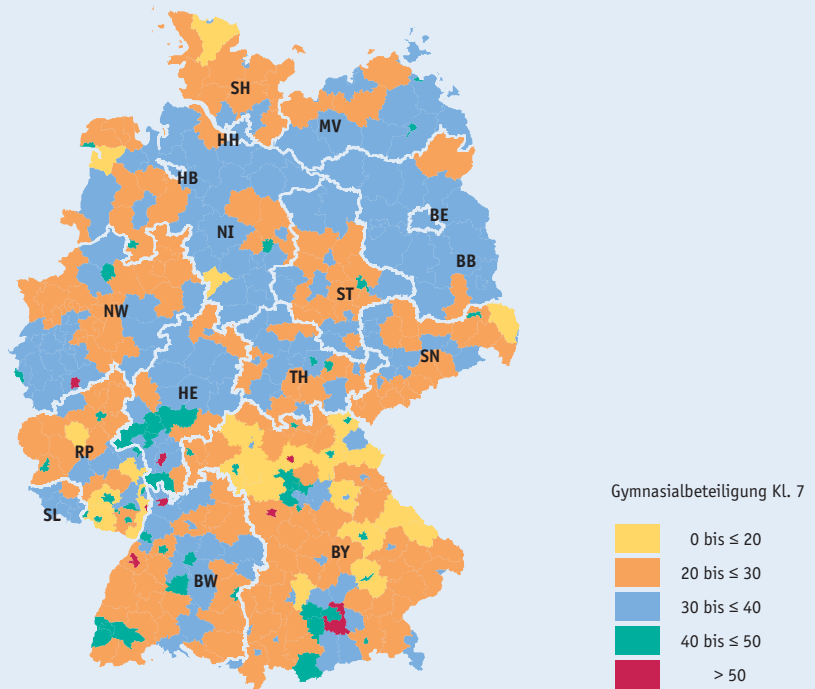 SH
MV
HH
HB
BE
NI
BB
ST
NW
SN
TH
HE
RP
SL
BY
BW
Gymnasialbeteiligung Kl. 7
0 bis ≤ 20
20 bis ≤ 30
30 bis ≤ 40
40 bis ≤ 50
> 50